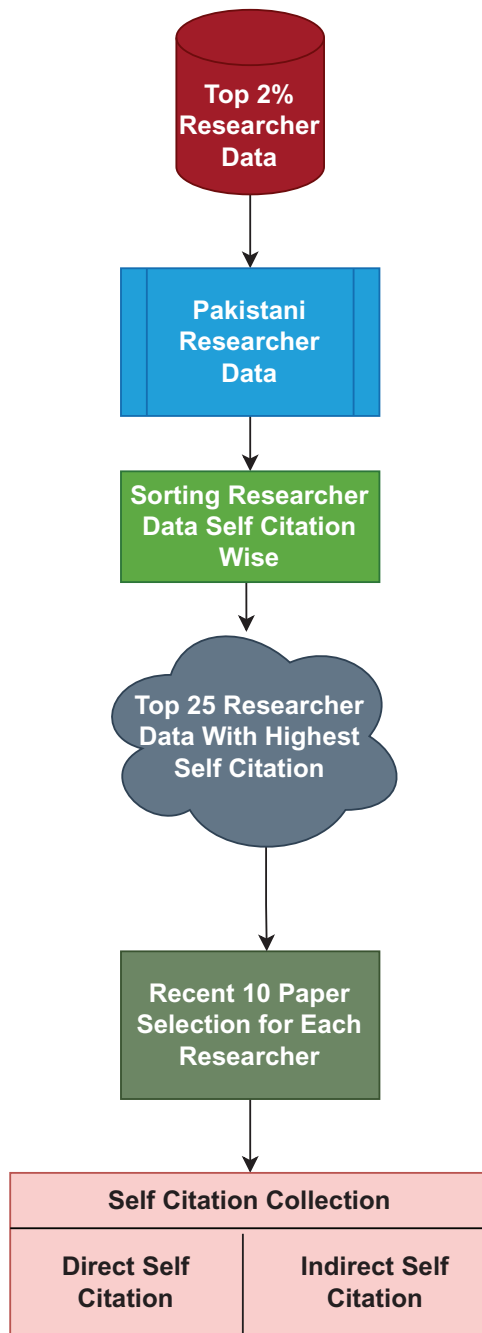 Top 2%
Researcher
Data
Pakistani
Researcher
Data
Sorting Researcher
Data Self Citation
Wise
Top 25 Researcher
Data With Highest
Self Citation
Recent 10 Paper
Selection for Each
Researcher
Self Citation Collection
Direct Self
Citation
Indirect Self
Citation